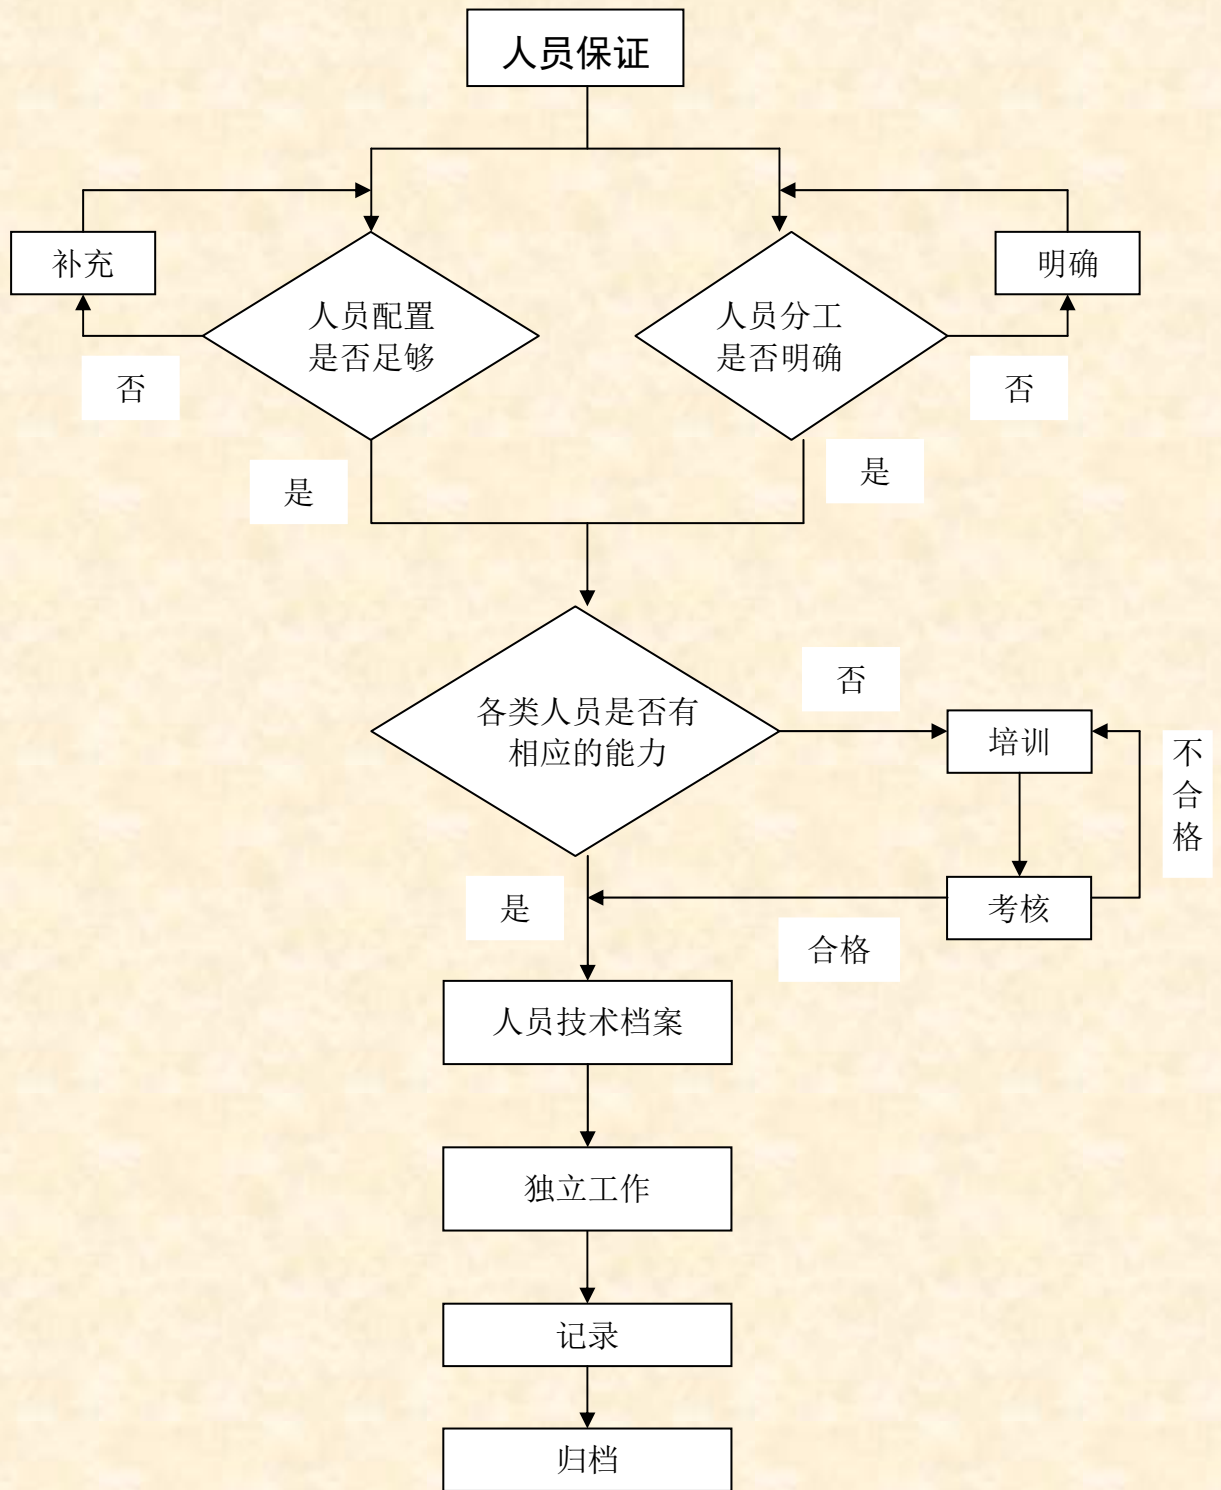 人员保证
补充
人员配置
是否足够
人员分工
是否明确
明确
否
否
是
是
各类人员是否有
相应的能力
否
培训
不
合
格
是
考核
合格
人员技术档案
独立工作
记录
归档